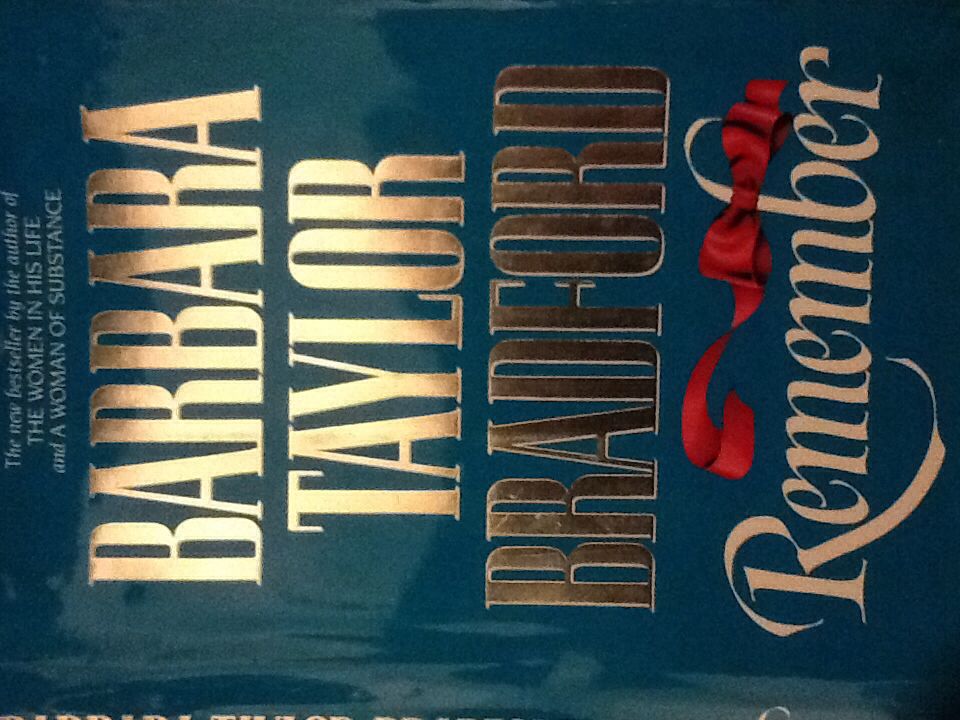 The new bestseller by the author of
THE WOMEN IN HIS LIFE
and A WOMAN OF SUBSTANCE
BARBARA
TAYLOR
BRADFORD
Remember